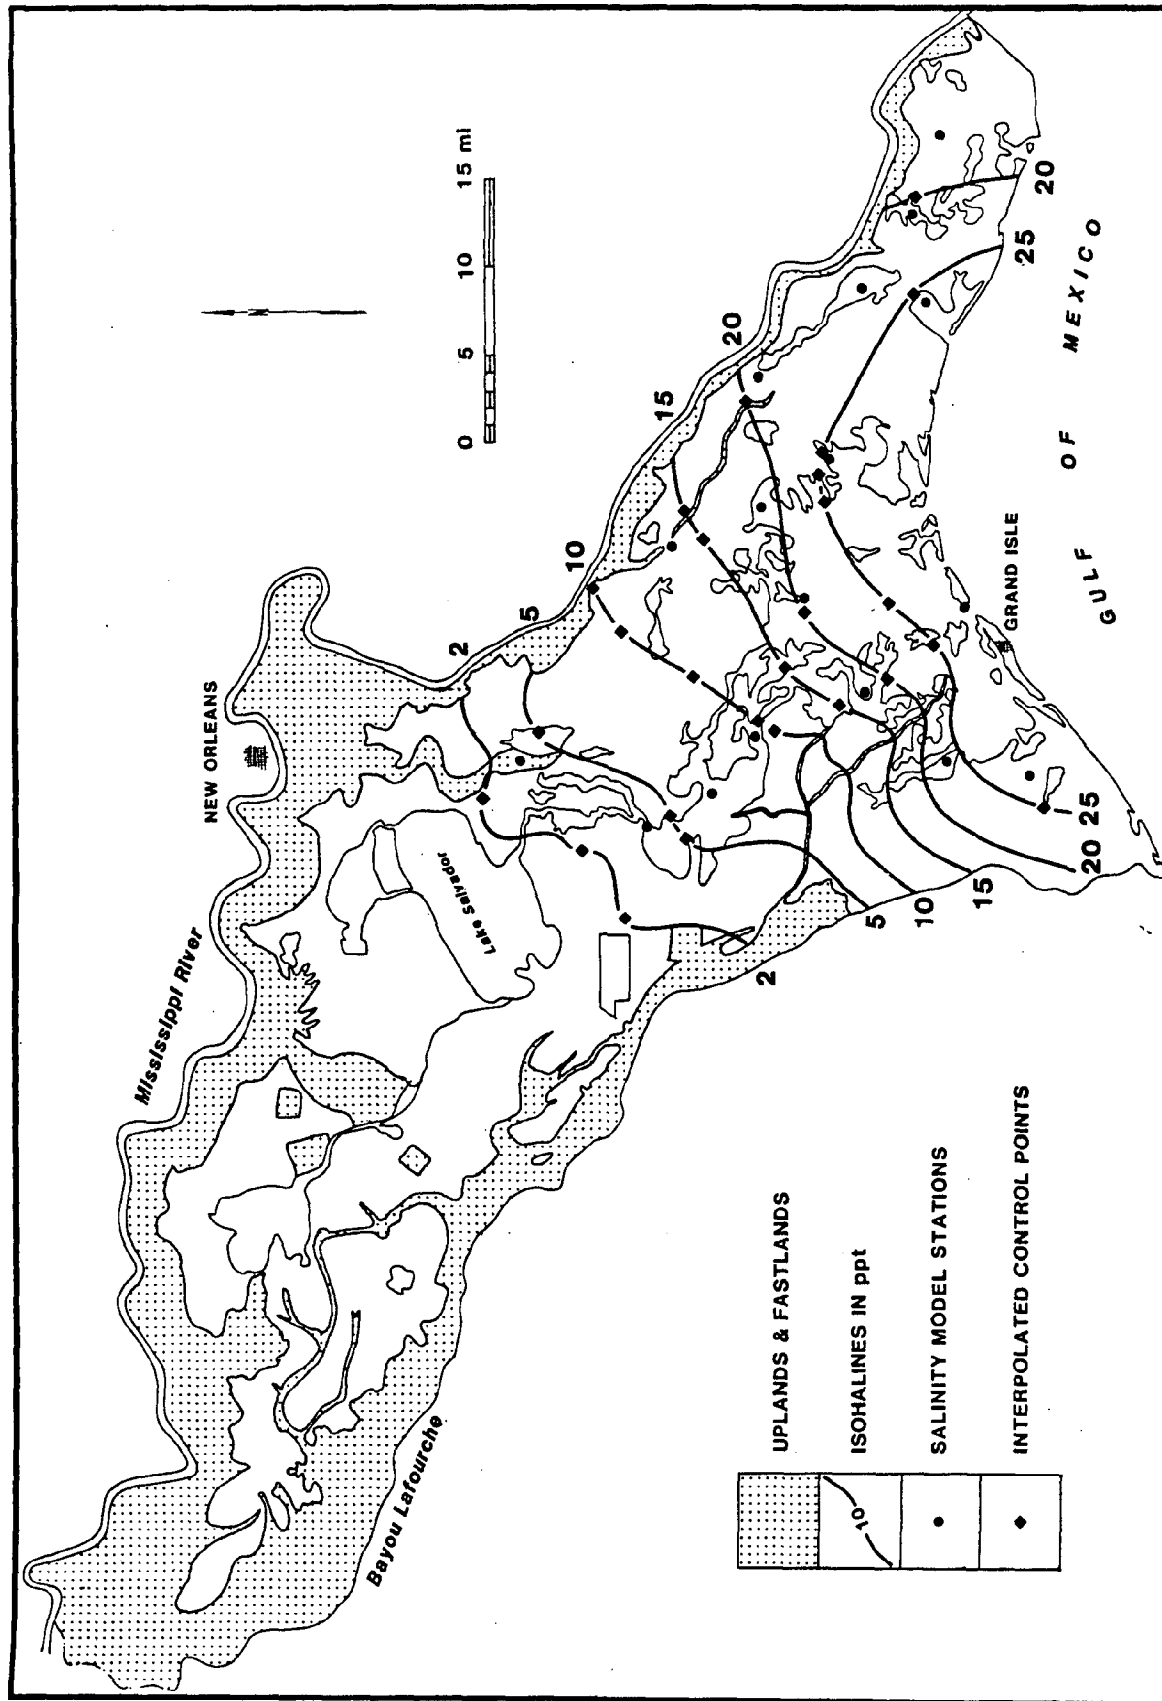 Mississippi River
NEW ORLEANS
Lake Salvador
Bayou Lafourche
N
0 5 10 15 mi
2
5
10
15
20
2
5
10
15
20
25
25
20
GRAND ISLE
GULF OF MEXICO
UPLANDS & FASTLANDS
10
ISOHALINES IN ppt
SALINITY MODEL STATIONS
INTERPOLATED CONTROL POINTS